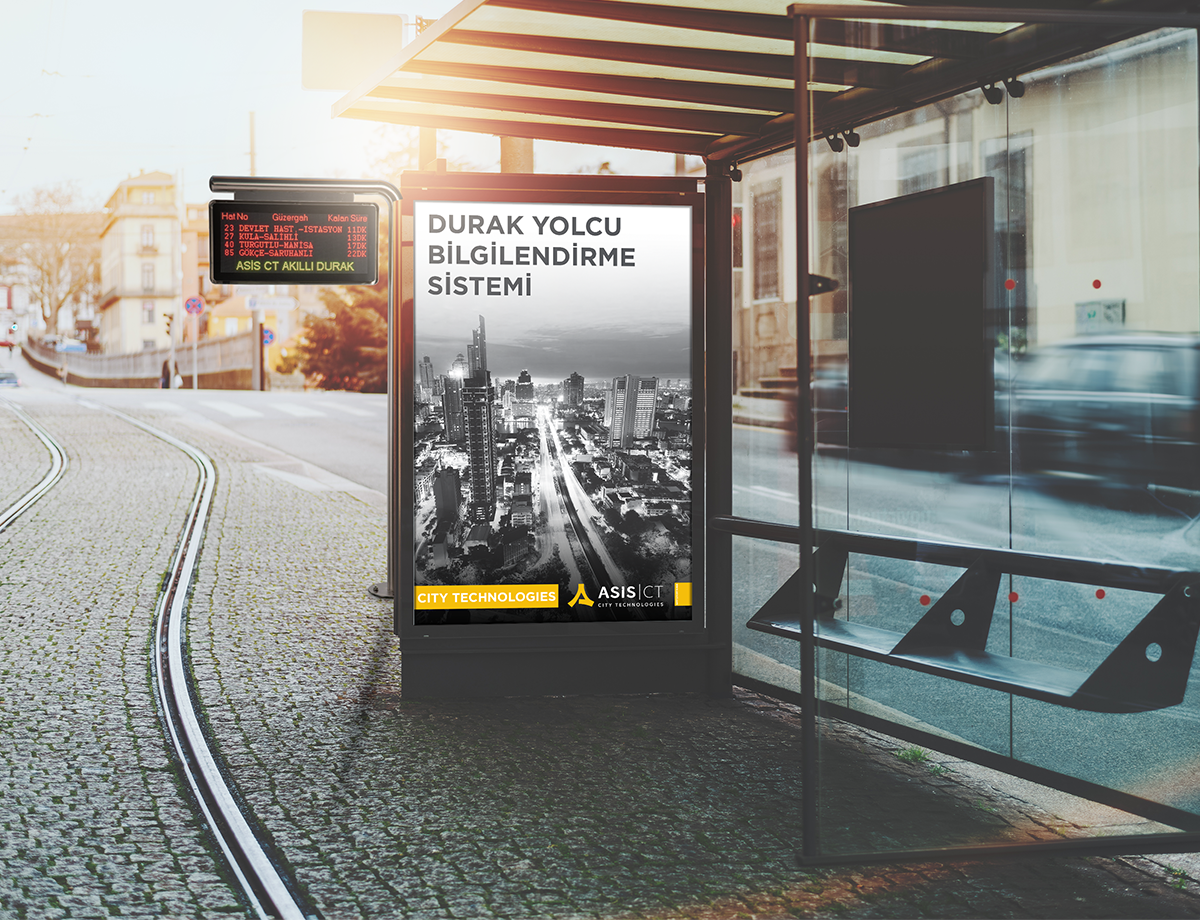 Hat No Güzergah Kalan Süre
23 DEVLET HAST.-ISTASYON 11DK
27 KULA-SALİHLİ 13DK
40 TURGUTLU-MANİSA 17DK
85 GÖKÇE-SARUHANLI 22DK
ASİS CT AKILLI DURAK
DURAK YOLCU
BİLGİLENDİRME
SİSTEMİ
CITY TECHNOLOGIES
ASIS|CT
CITY TECHNOLOGIES